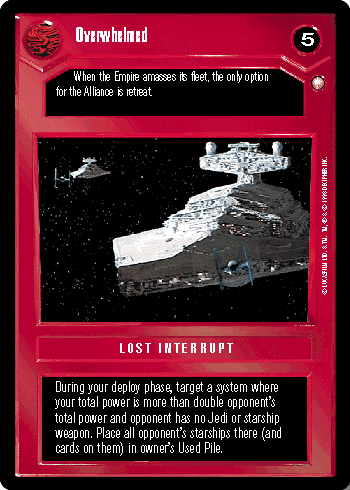 Overwhelmed
5
When the Empire amasses its fleet, the only option
for the Alliance is retreat.
LOST INTERRUPT
During your deploy phase, target a system where
your total power is more than double opponent's
total power and opponent has no Jedi or starship
weapon. Place all opponent's starships there (and
cards on them) in owner's Used Pile.